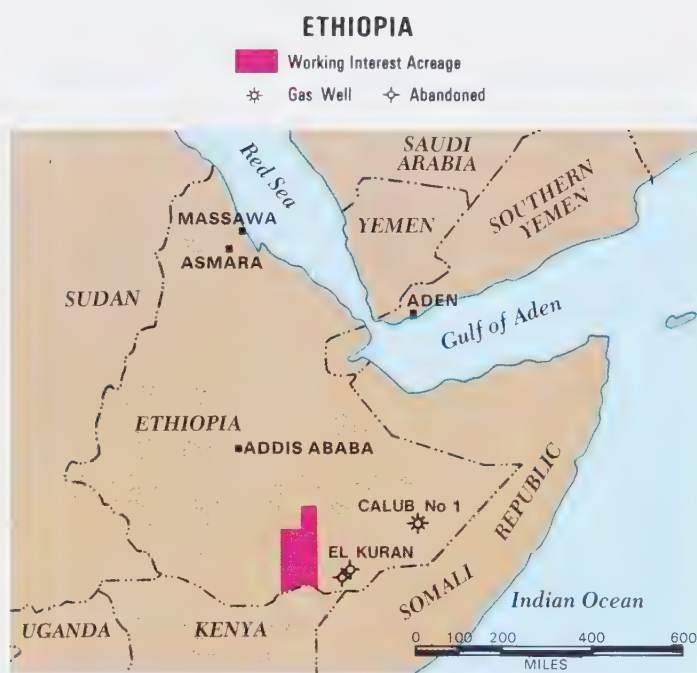 ETHIOPIA
Working Interest Acreage
Gas Well Abandoned
Red Sea
SAUDI
ARABIA
MASSAWA
YEMEN
SOUTHERN
YEMEN
ASMARA
SUDAN
ADEN
Gulf of Aden
ETHIOPIA
ADDIS ABABA
CALUB No 1
REPUBLIC
EL KURAN
SOMALI
Indian Ocean
UGANDA
KENYA
0 100 200 400 600
MILES